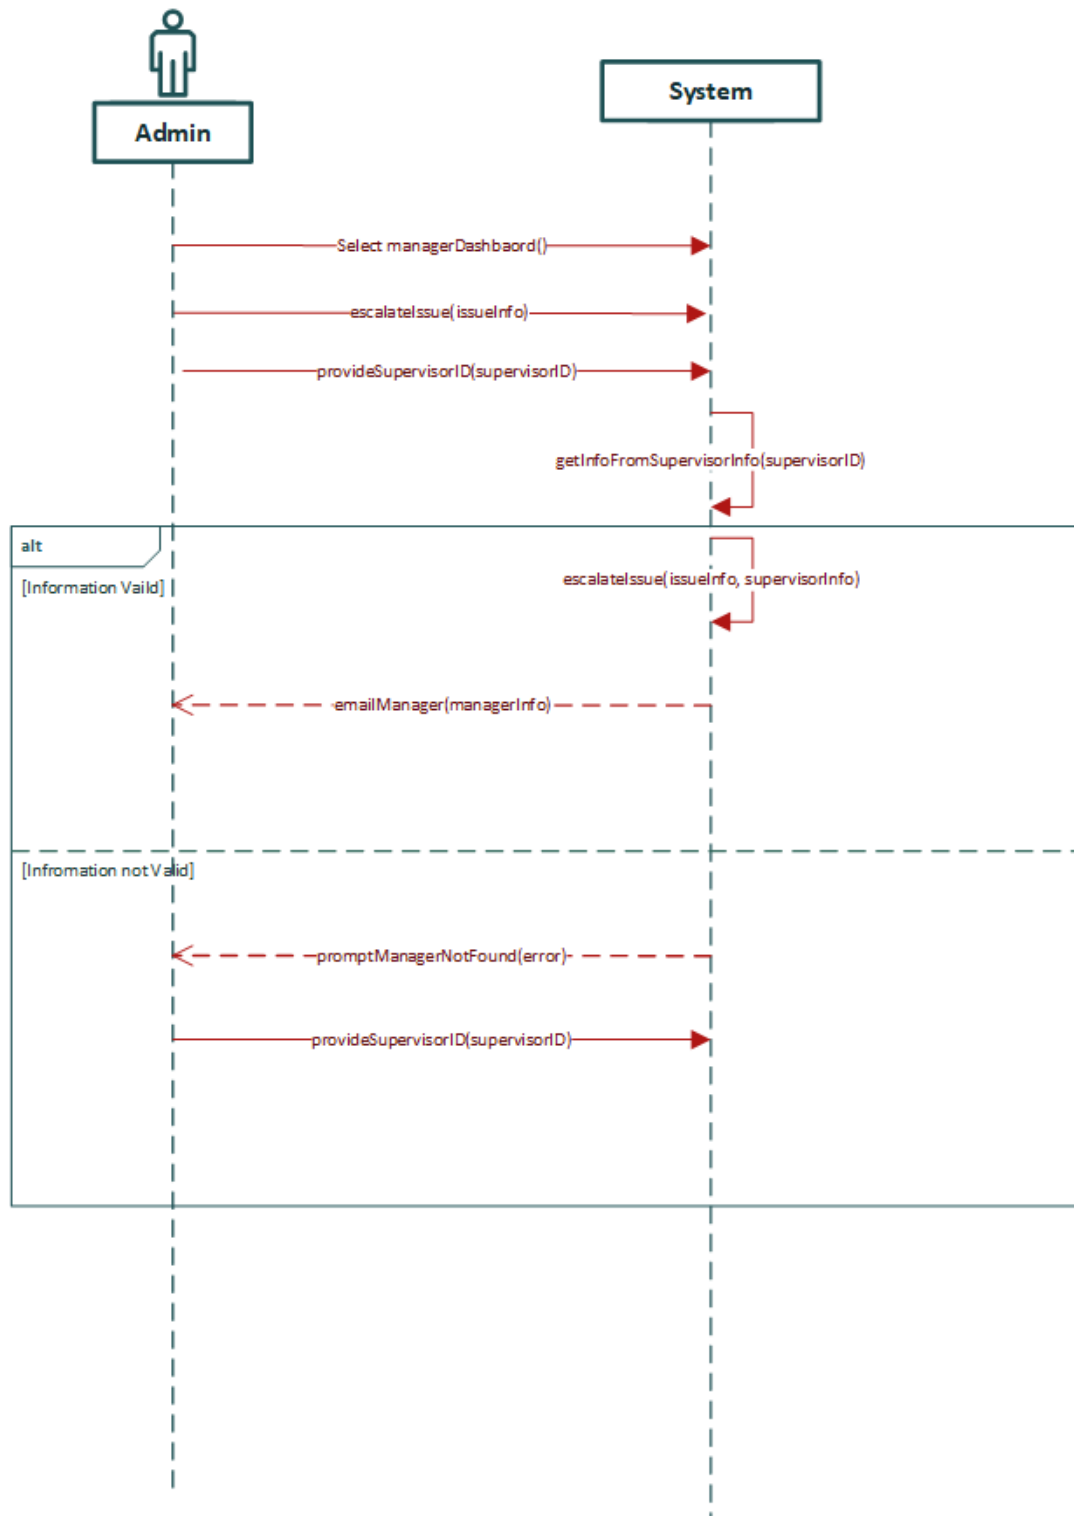 Admin
System
Select managerDashbaord()
escalateIssue(issueInfo)
provideSupervisorID(supervisorID)
getInfoFromSupervisorInfo(supervisorID)
alt
[Information Vaild]
escalateIssue(issueInfo, supervisorInfo)
emailManager(managerInfo)
[Infromation not Valid]
promptManagerNotFound(error)
provideSupervisorID(supervisorID)